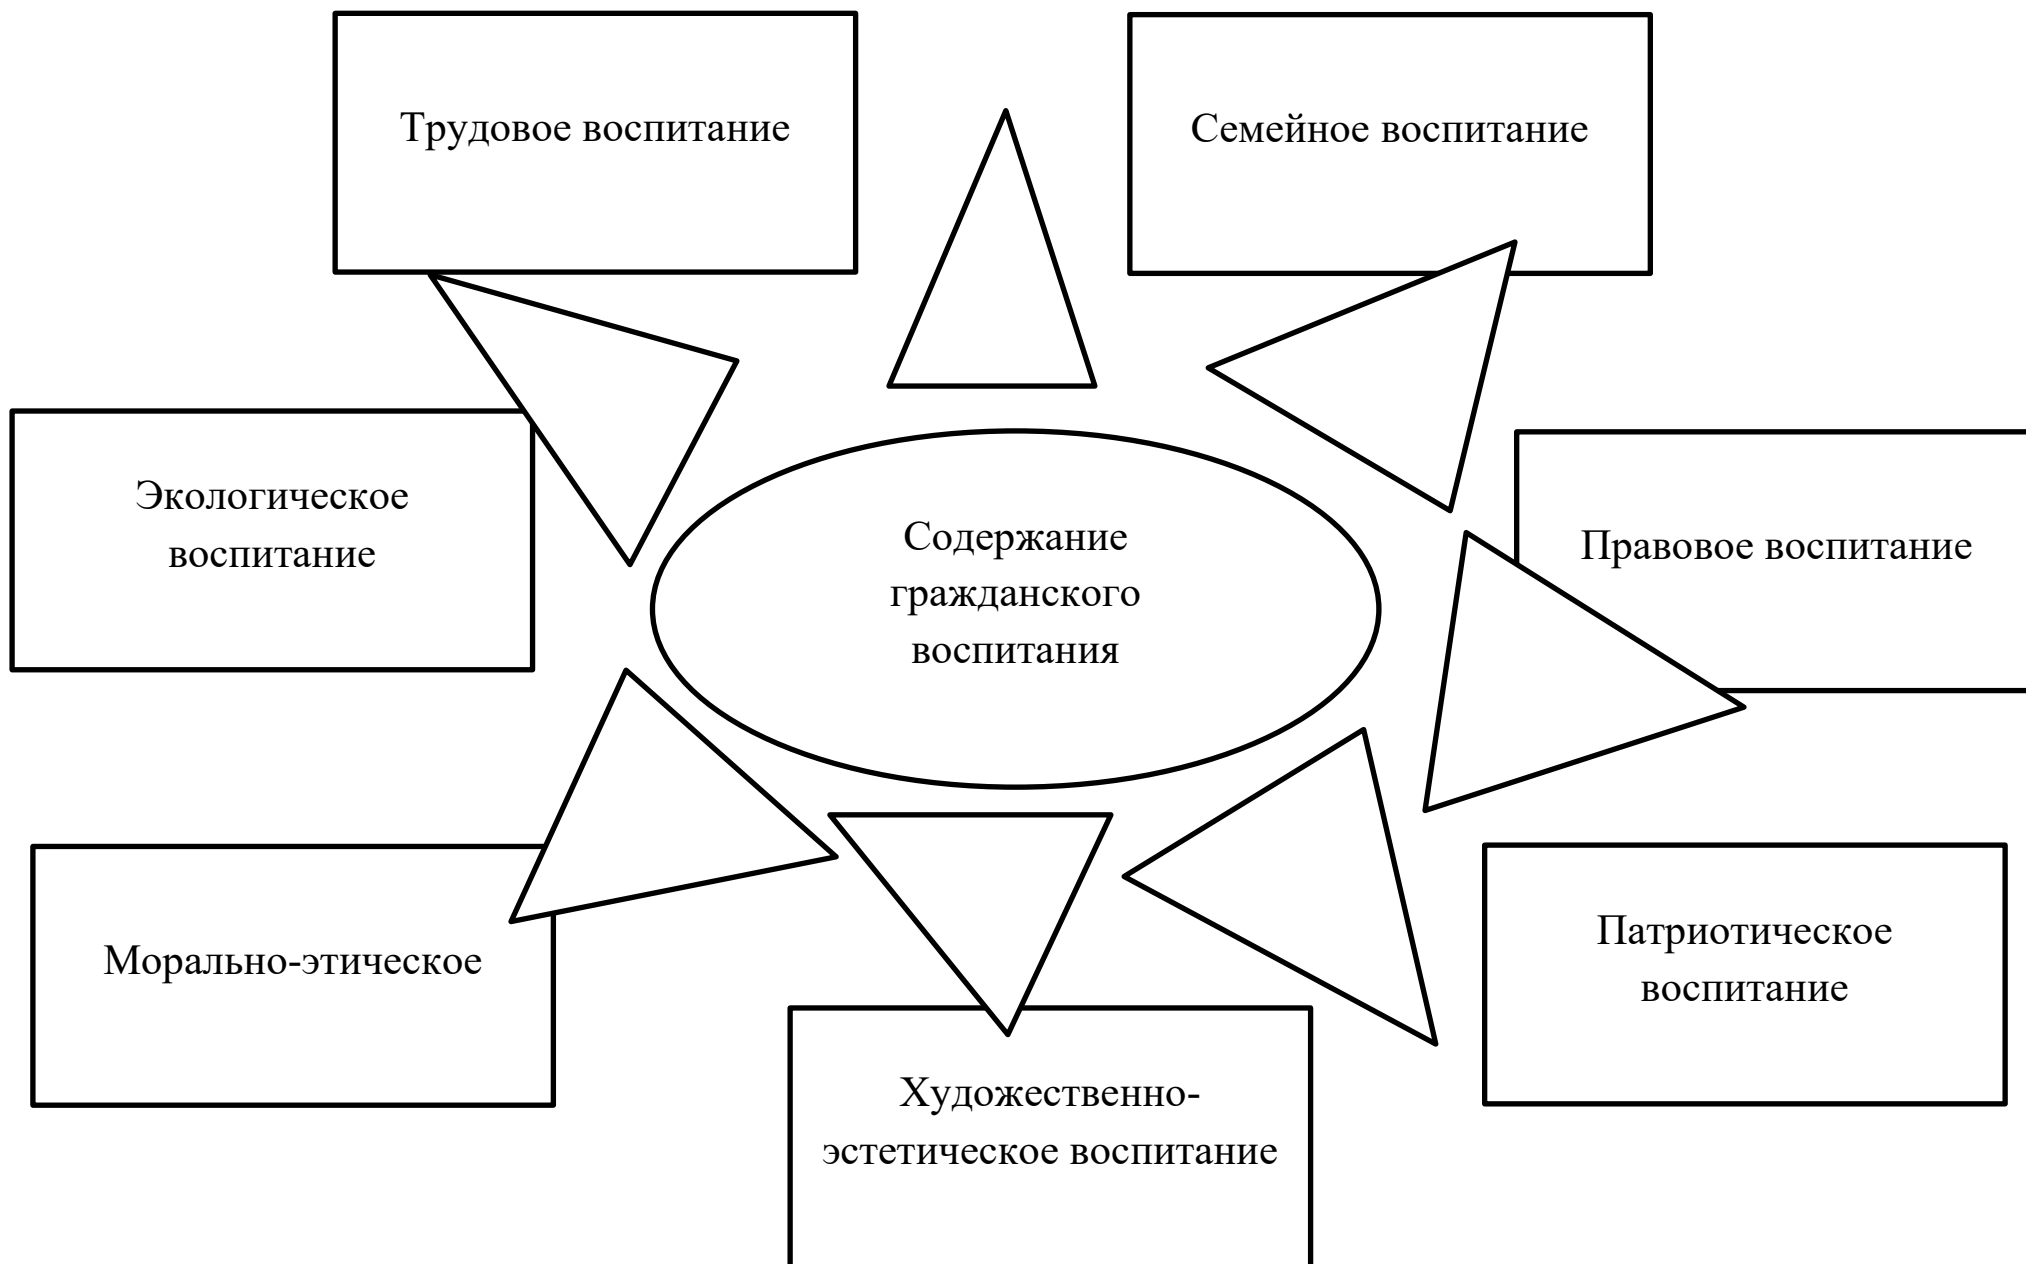 Трудовое воспитание
Семейное воспитание
Экологическое
воспитание
Содержание
гражданского
воспитания
Правовое воспитание
Морально-этическое
Патриотическое
воспитание
Художественно-
эстетическое воспитание